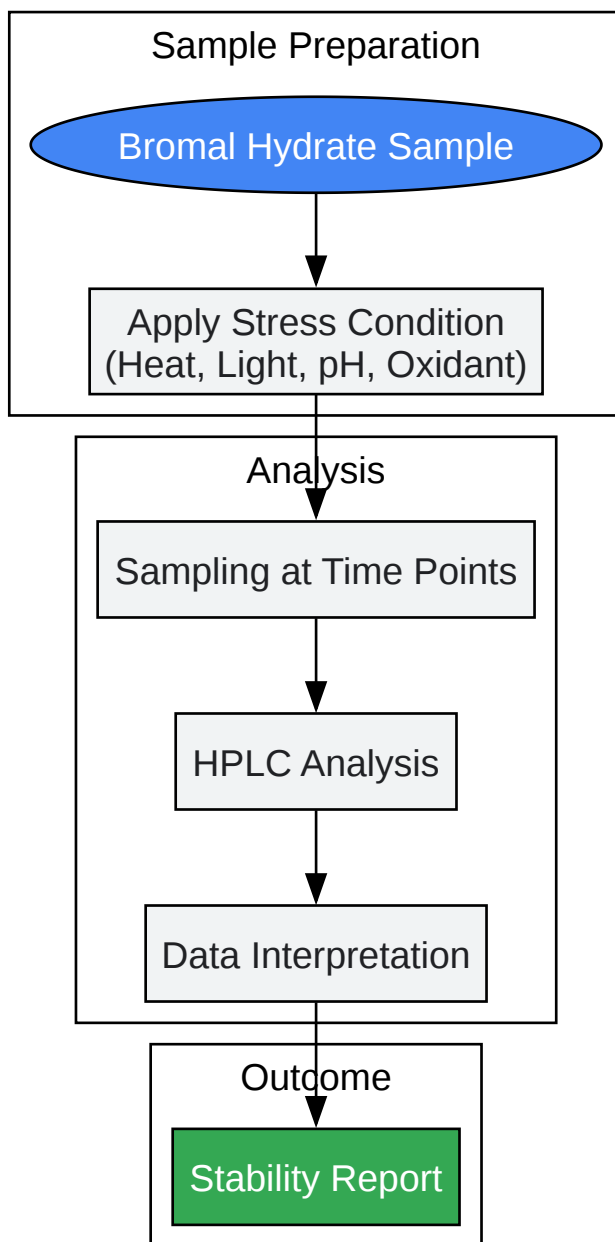 Sample Preparation
Bromal Hydrate Sample
Apply Stress Condition
(Heat, Light, pH, Oxidant)
Analysis
Sampling at Time Points
HPLC Analysis
Data Interpretation
Outcome
Stability Report